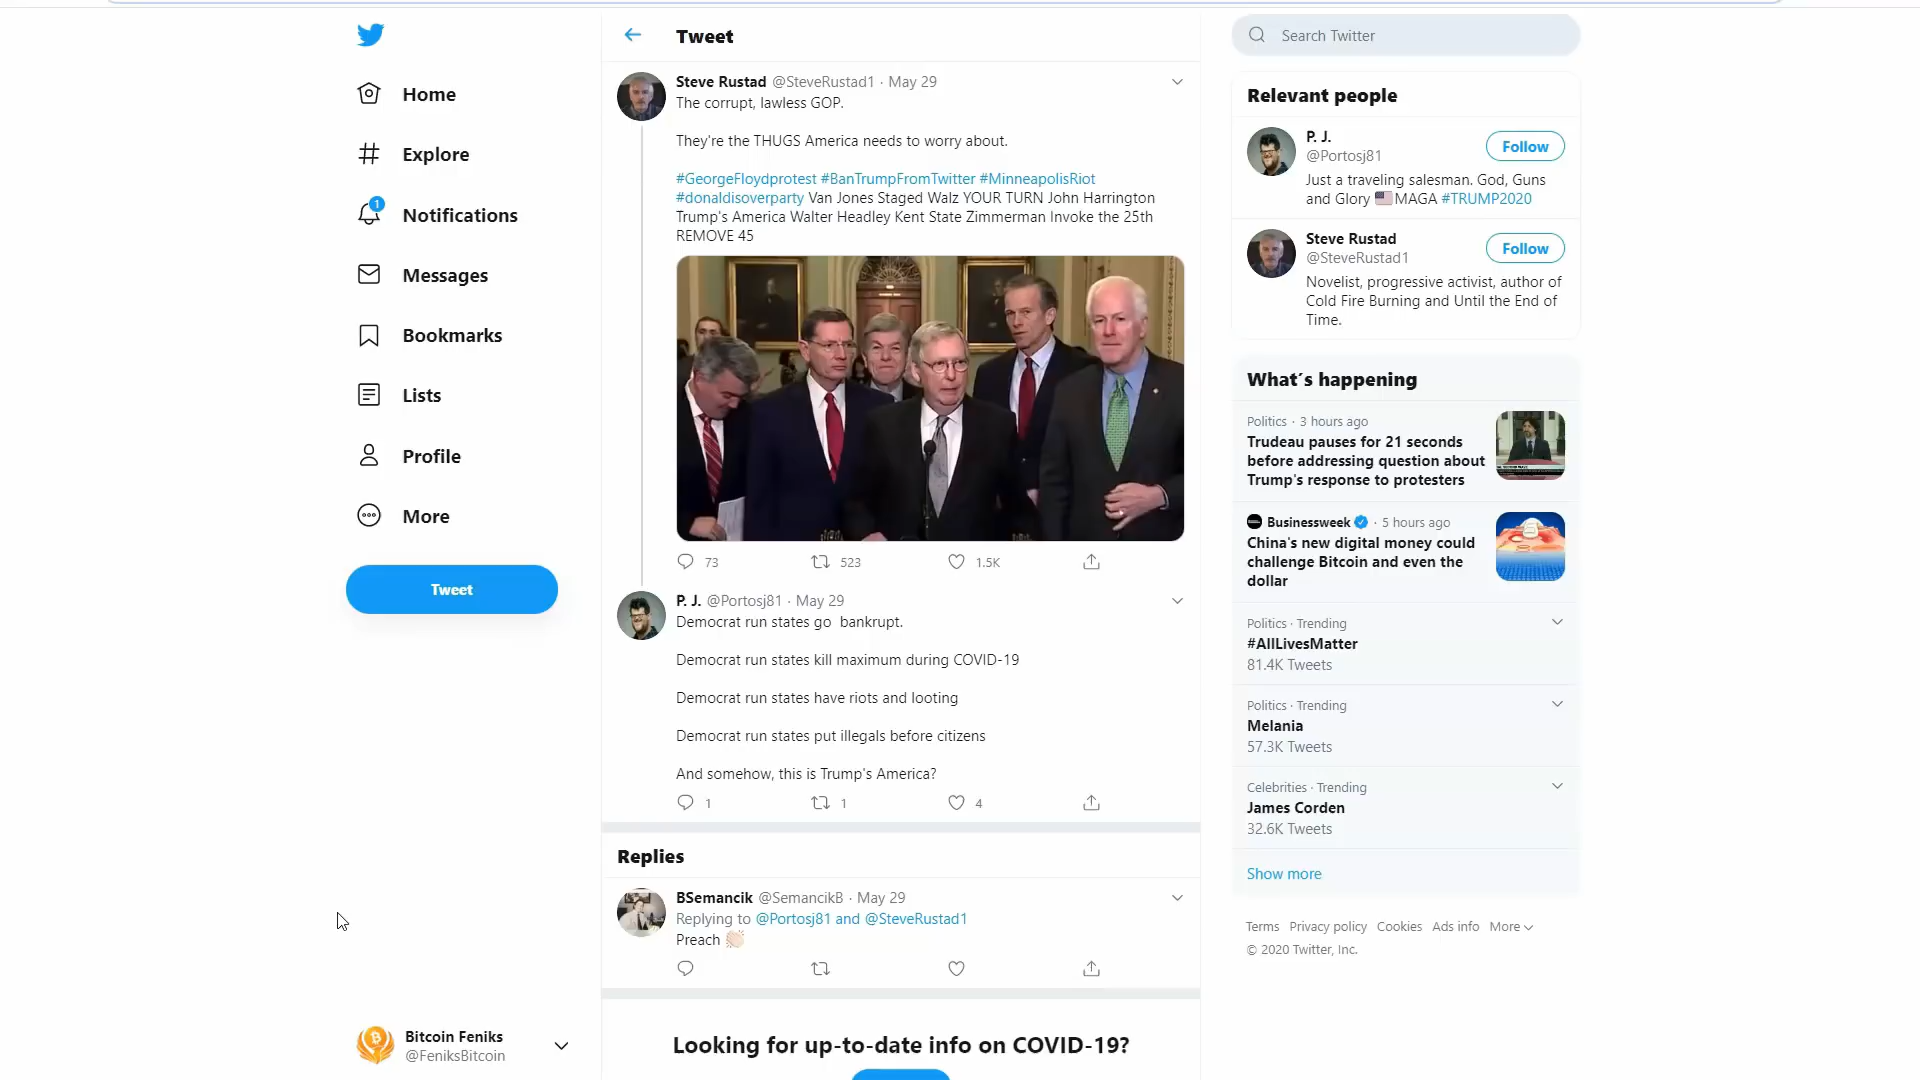 Home
Explore
1
Notifications
Messages
Bookmarks
Lists
Profile
More
Tweet
Bitcoin Feniks
@FeniksBitcoin
Tweet
Steve Rustad @SteveRustad1 · May 29
The corrupt, lawless GOP.
They're the THUGS America needs to worry about.
#GeorgeFloydprotest #BanTrumpFromTwitter #MinneapolisRiot
#donaldisoverparty Van Jones Staged Walz YOUR TURN John Harrington
Trump's America Walter Headley Kent State Zimmerman Invoke the 25th
REMOVE 45
73 523 1.5K
P. J. @Portosj81 · May 29
Democrat run states go  bankrupt.
Democrat run states kill maximum during COVID-19
Democrat run states have riots and looting
Democrat run states put illegals before citizens
And somehow, this is Trump's America?
1 1 4
Replies
BSemancik @SemancikB · May 29
Replying to @Portosj81 and @SteveRustad1
Preach 👏🏻
Looking for up-to-date info on COVID-19?
Search Twitter
Relevant people
P. J.
@Portosj81
Follow
Just a traveling salesman. God, Guns
and Glory 🇺🇸MAGA #TRUMP2020
Steve Rustad
@SteveRustad1
Follow
Novelist, progressive activist, author of
Cold Fire Burning and Until the End of
Time.
What's happening
Politics · 3 hours ago
Trudeau pauses for 21 seconds
before addressing question about
Trump's response to protesters
Businessweek · 5 hours ago
China's new digital money could
challenge Bitcoin and even the
dollar
Politics · Trending
#AllLivesMatter
81.4K Tweets
Politics · Trending
Melania
57.3K Tweets
Celebrities · Trending
James Corden
32.6K Tweets
Show more
Terms Privacy policy Cookies Ads info More
© 2020 Twitter, Inc.